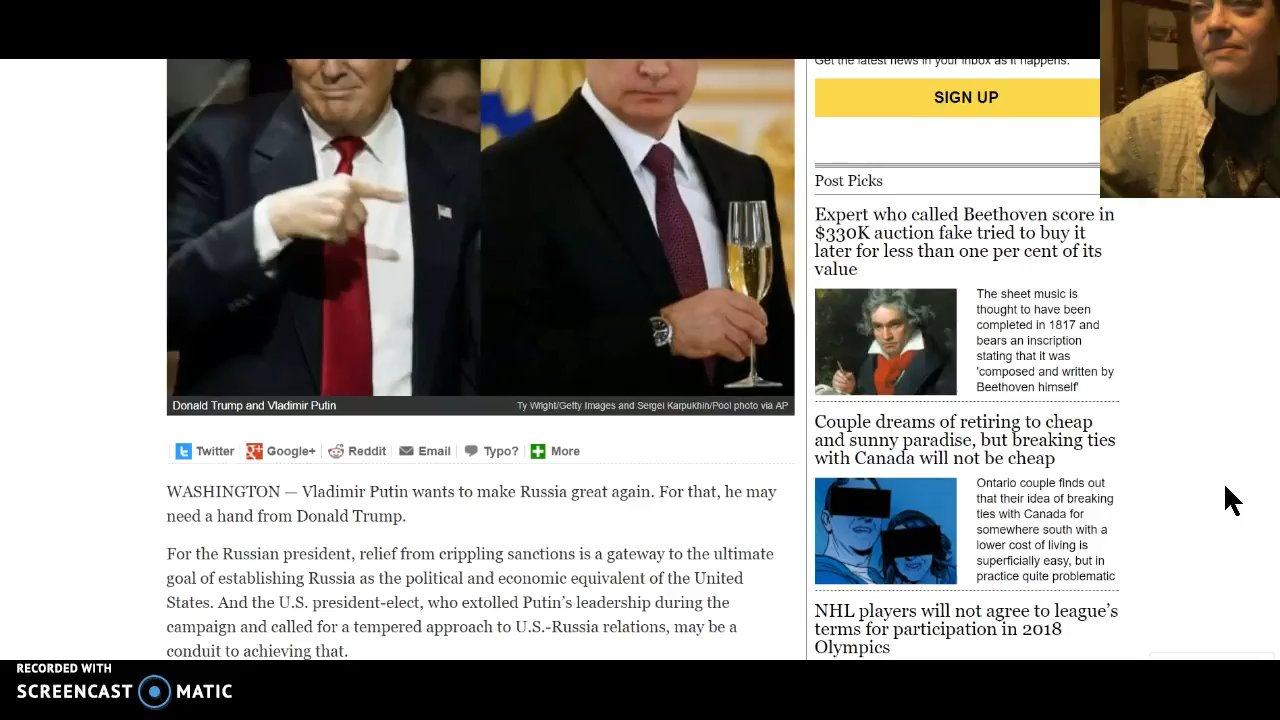 Get the latest news in your inbox as it happens.
SIGN UP
Post Picks
Expert who called Beethoven score in
$330K auction fake tried to buy it
later for less than one per cent of its
value
The sheet music is
thought to have been
completed in 1817 and
bears an inscription
stating that it was
'composed and written by
Beethoven himself'
Couple dreams of retiring to cheap
and sunny paradise, but breaking ties
with Canada will not be cheap
Ontario couple finds out
that their idea of breaking
ties with Canada for
somewhere south with a
lower cost of living is
superficially easy, but in
practice quite problematic
NHL players will not agree to league’s
terms for participation in 2018
Olympics
Donald Trump and Vladimir Putin
Ty Wright/Getty Images and Sergei Karpukhin/Pool photo via AP
Twitter
Google+
Reddit
Email
Typo?
More
WASHINGTON — Vladimir Putin wants to make Russia great again. For that, he may
need a hand from Donald Trump.
For the Russian president, relief from crippling sanctions is a gateway to the ultimate
goal of establishing Russia as the political and economic equivalent of the United
States. And the U.S. president-elect, who extolled Putin’s leadership during the
campaign and called for a tempered approach to U.S.-Russia relations, may be a
conduit to achieving that.
RECORDED WITH
SCREENCAST MATIC